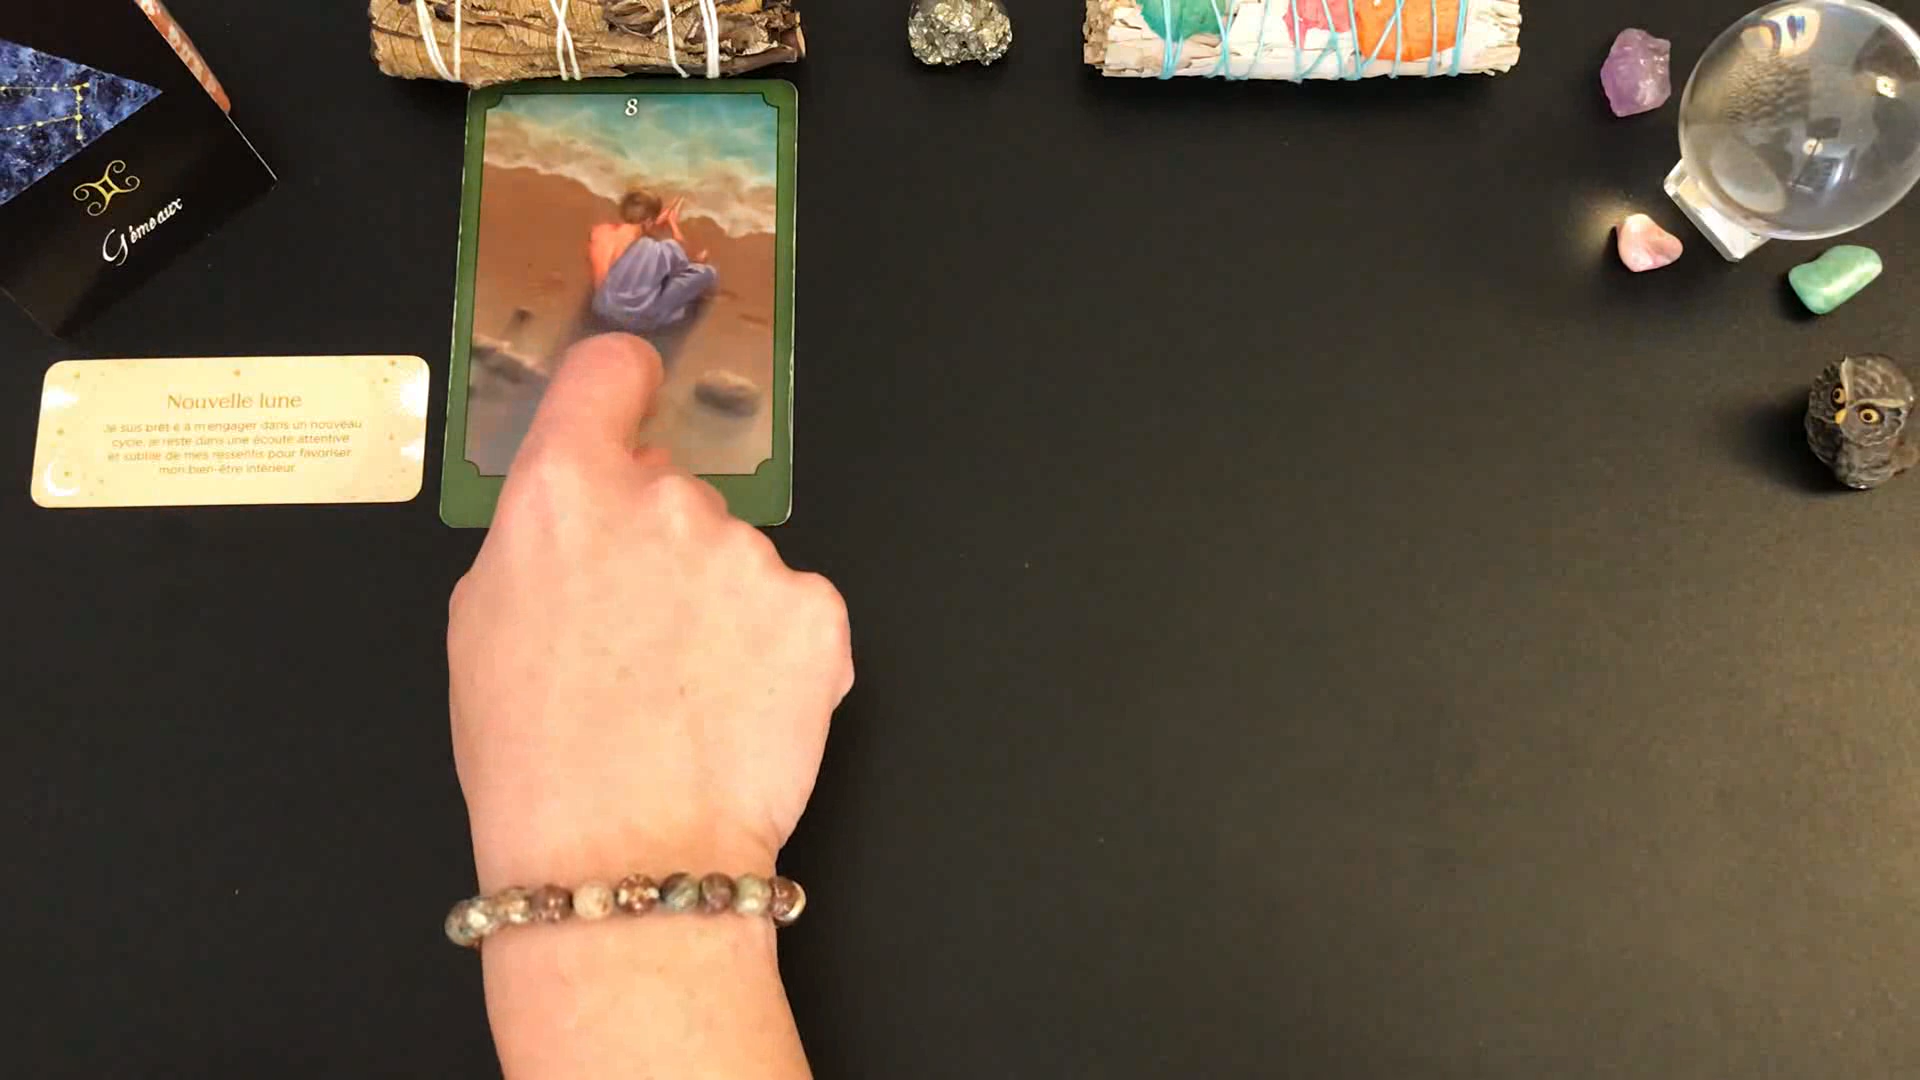 8
Gémeaux
Nouvelle lune
Je suis prêt·e à m'engager dans un nouveau
cycle, je reste dans une écoute attentive
et subtile de mes ressentis pour favoriser
mon bien-être intérieur.